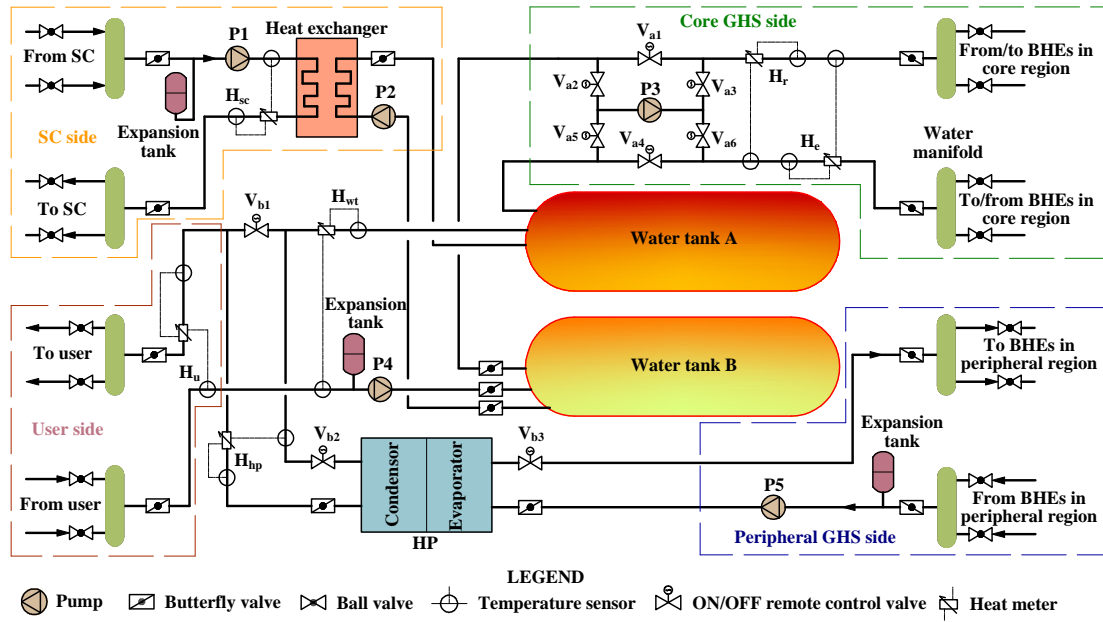 Heat exchanger
Core GHS side
From SC
P1
P2
H_sc
Expansion
tank
SC side
To SC
V_a1
V_a2
V_a3
P3
V_a5
V_a4
V_a6
H_r
H_e
From/to BHEs in
core region
Water
manifold
To/from BHEs in
core region
V_b1
H_wt
Water tank A
Expansion
tank
To user
H_u
P4
Water tank B
To BHEs in
peripheral region
User side
H_hp
V_b2
Condensor
Evaporator
HP
V_b3
Expansion
tank
P5
From user
From BHEs in
peripheral region
Peripheral GHS side
LEGEND
Pump
Butterfly valve
Ball valve
Temperature sensor
ON/OFF remote control valve
Heat meter